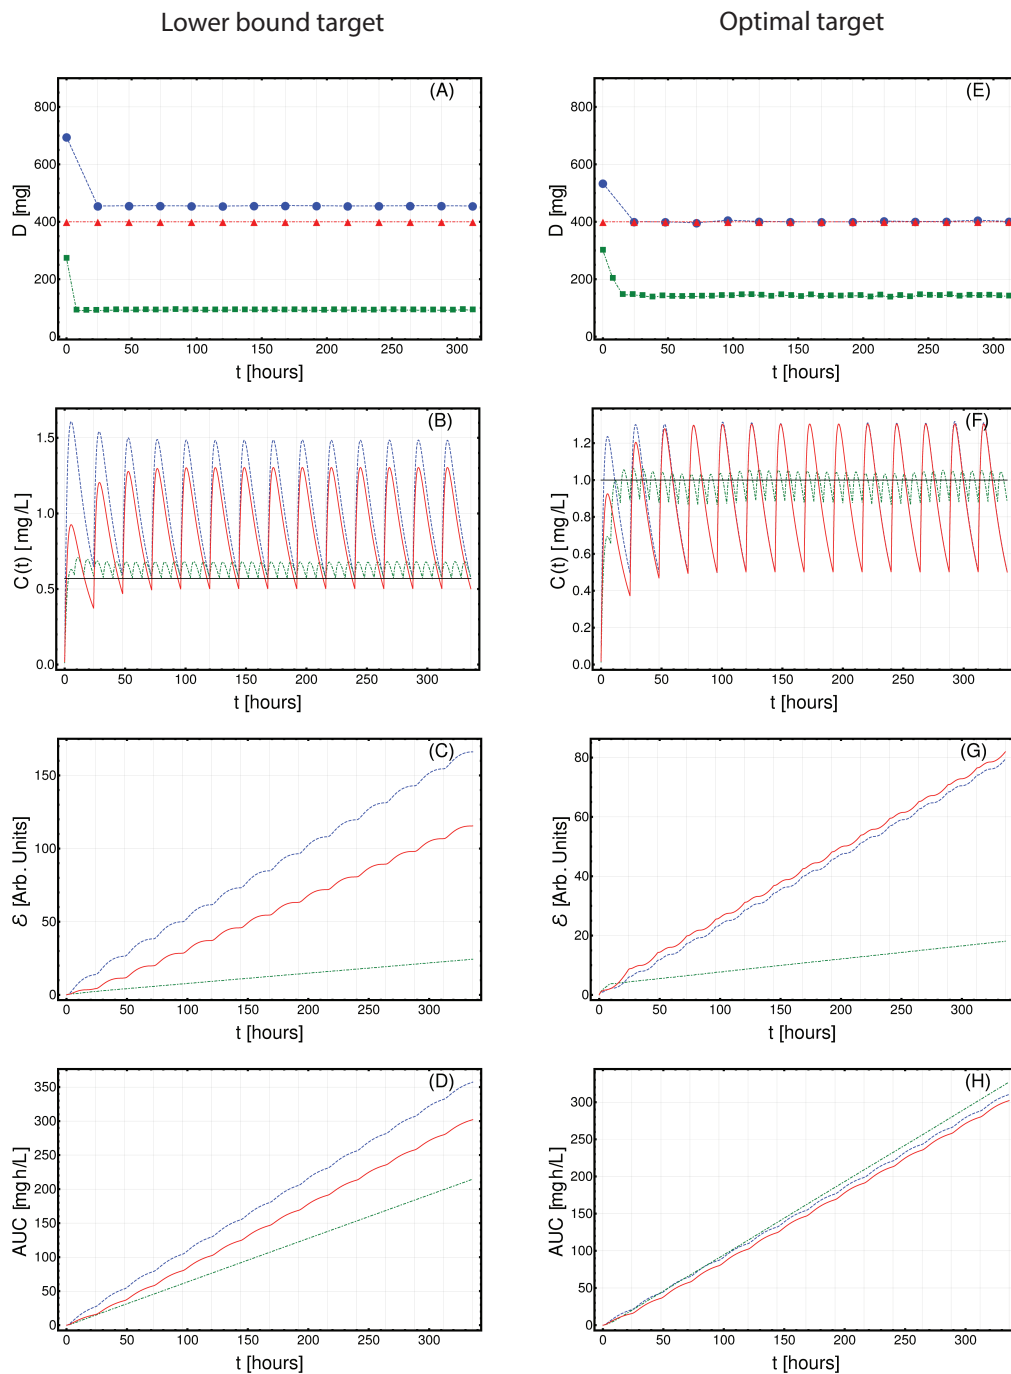 Lower bound target
Optimal target
(A)
800
600
400
200
0
D [mg]
0 50 100 150 200 250 300
t [hours]
(E)
800
600
400
200
0
D [mg]
0 50 100 150 200 250 300
t [hours]
(B)
1.5
1.0
0.5
0.0
C(t) [mg/L]
0 50 100 150 200 250 300
t [hours]
(F)
1.2
1.0
0.8
0.6
0.4
0.2
0.0
C(t) [mg/L]
0 50 100 150 200 250 300
t [hours]
(C)
150
100
50
0
ℰ [Arb. Units]
0 50 100 150 200 250 300
t [hours]
(G)
80
60
40
20
0
ℰ [Arb. Units]
0 50 100 150 200 250 300
t [hours]
(D)
350
300
250
200
150
100
50
0
AUC [mgh/L]
0 50 100 150 200 250 300
t [hours]
(H)
300
250
200
150
100
50
0
AUC [mgh/L]
0 50 100 150 200 250 300
t [hours]